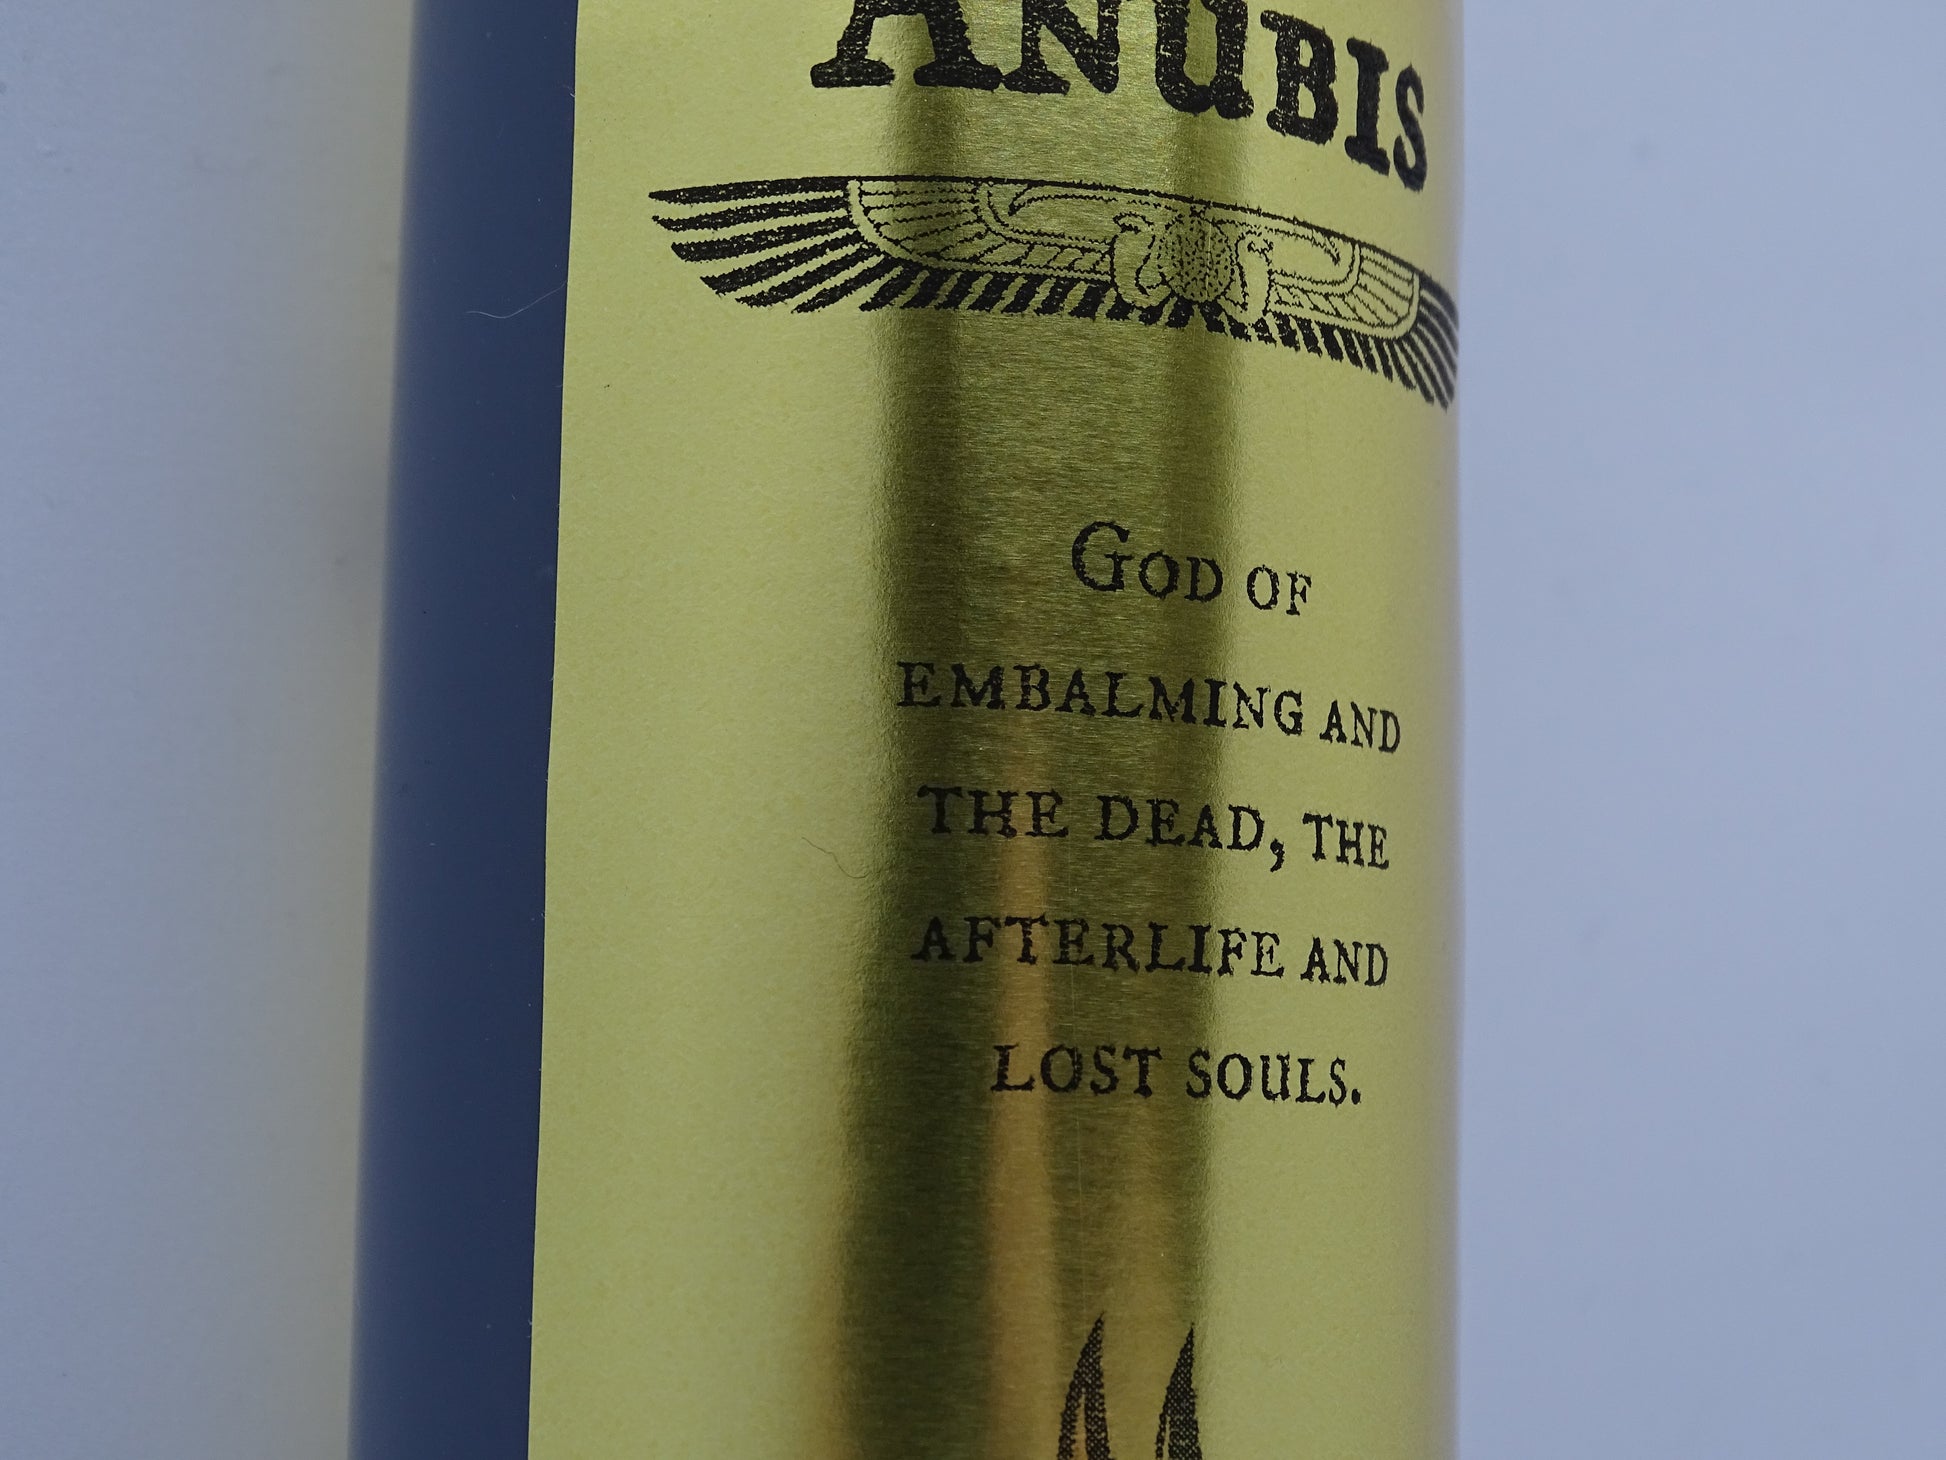 ANUBIS
GOD OF
EMBALMING AND
THE DEAD, THE
AFTERLIFE AND
LOST SOULS.